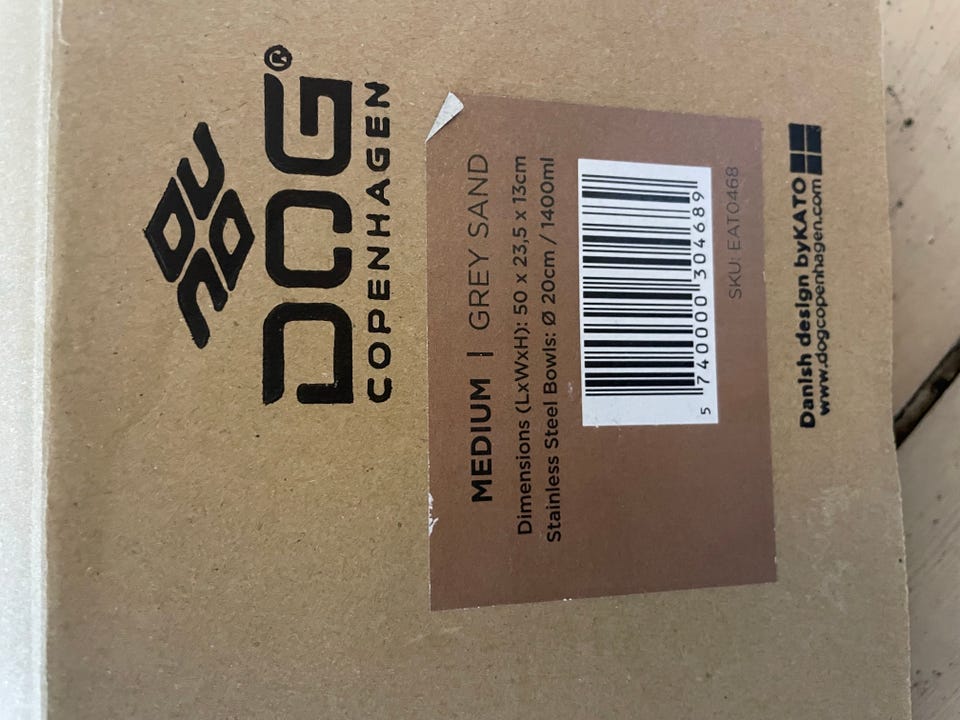 DOG®
COPENHAGEN
MEDIUM | GREY SAND
Dimensions (LxWxH): 50 x 23,5 x 13cm
Stainless Steel Bowls: Ø 20cm / 1400ml
5 740000 304689
SKU: EAT0468
Danish design byKATO
www.dogcopenhagen.com